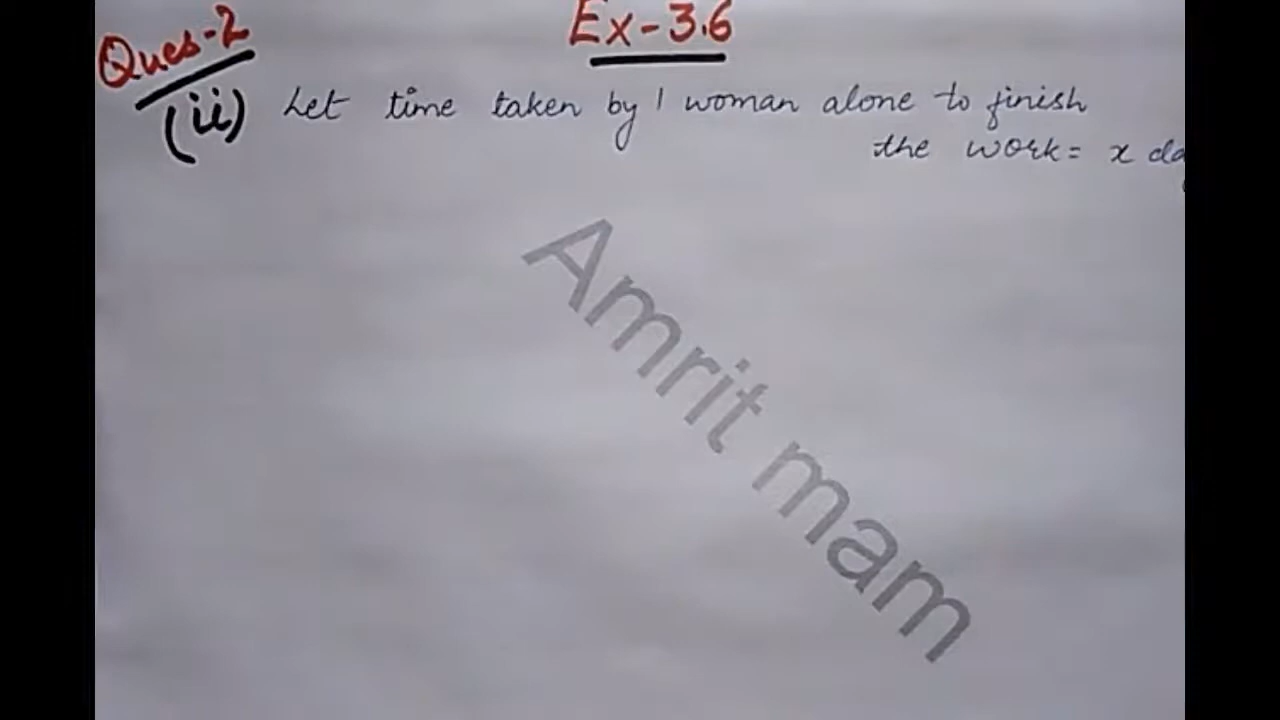 Ex-3.6
Ques-2
(ii) Let time taken by 1 woman alone to finish
the work = x da
Amrit mam